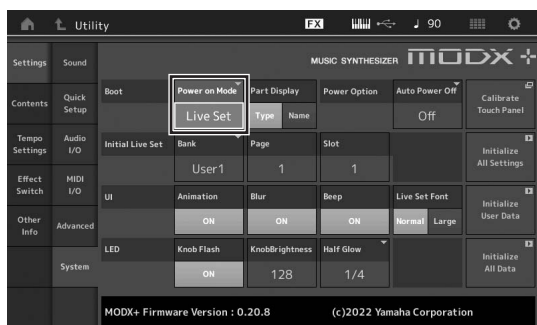 Utility
FX
90
Settings
Sound
MUSIC SYNTHESIZER MODX+
Contents
Quick
Setup
Boot
Power on Mode
Live Set
Part Display
Type Name
Power Option
Auto Power Off
Off
Calibrate
Touch Panel
Tempo
Settings
Audio
I/O
Initial Live Set
Bank
User1
Page
1
Slot
1
Initialize
All Settings
Effect
Switch
MIDI
I/O
UI
Animation
ON
Blur
ON
Beep
ON
Live Set Font
Normal Large
Initialize
User Data
Other
Info
Advanced
LED
Knob Flash
ON
KnobBrightness
128
Half Glow
1/4
Initialize
All Data
System
MODX+ Firmware Version : 0.20.8 (c)2022 Yamaha Corporation